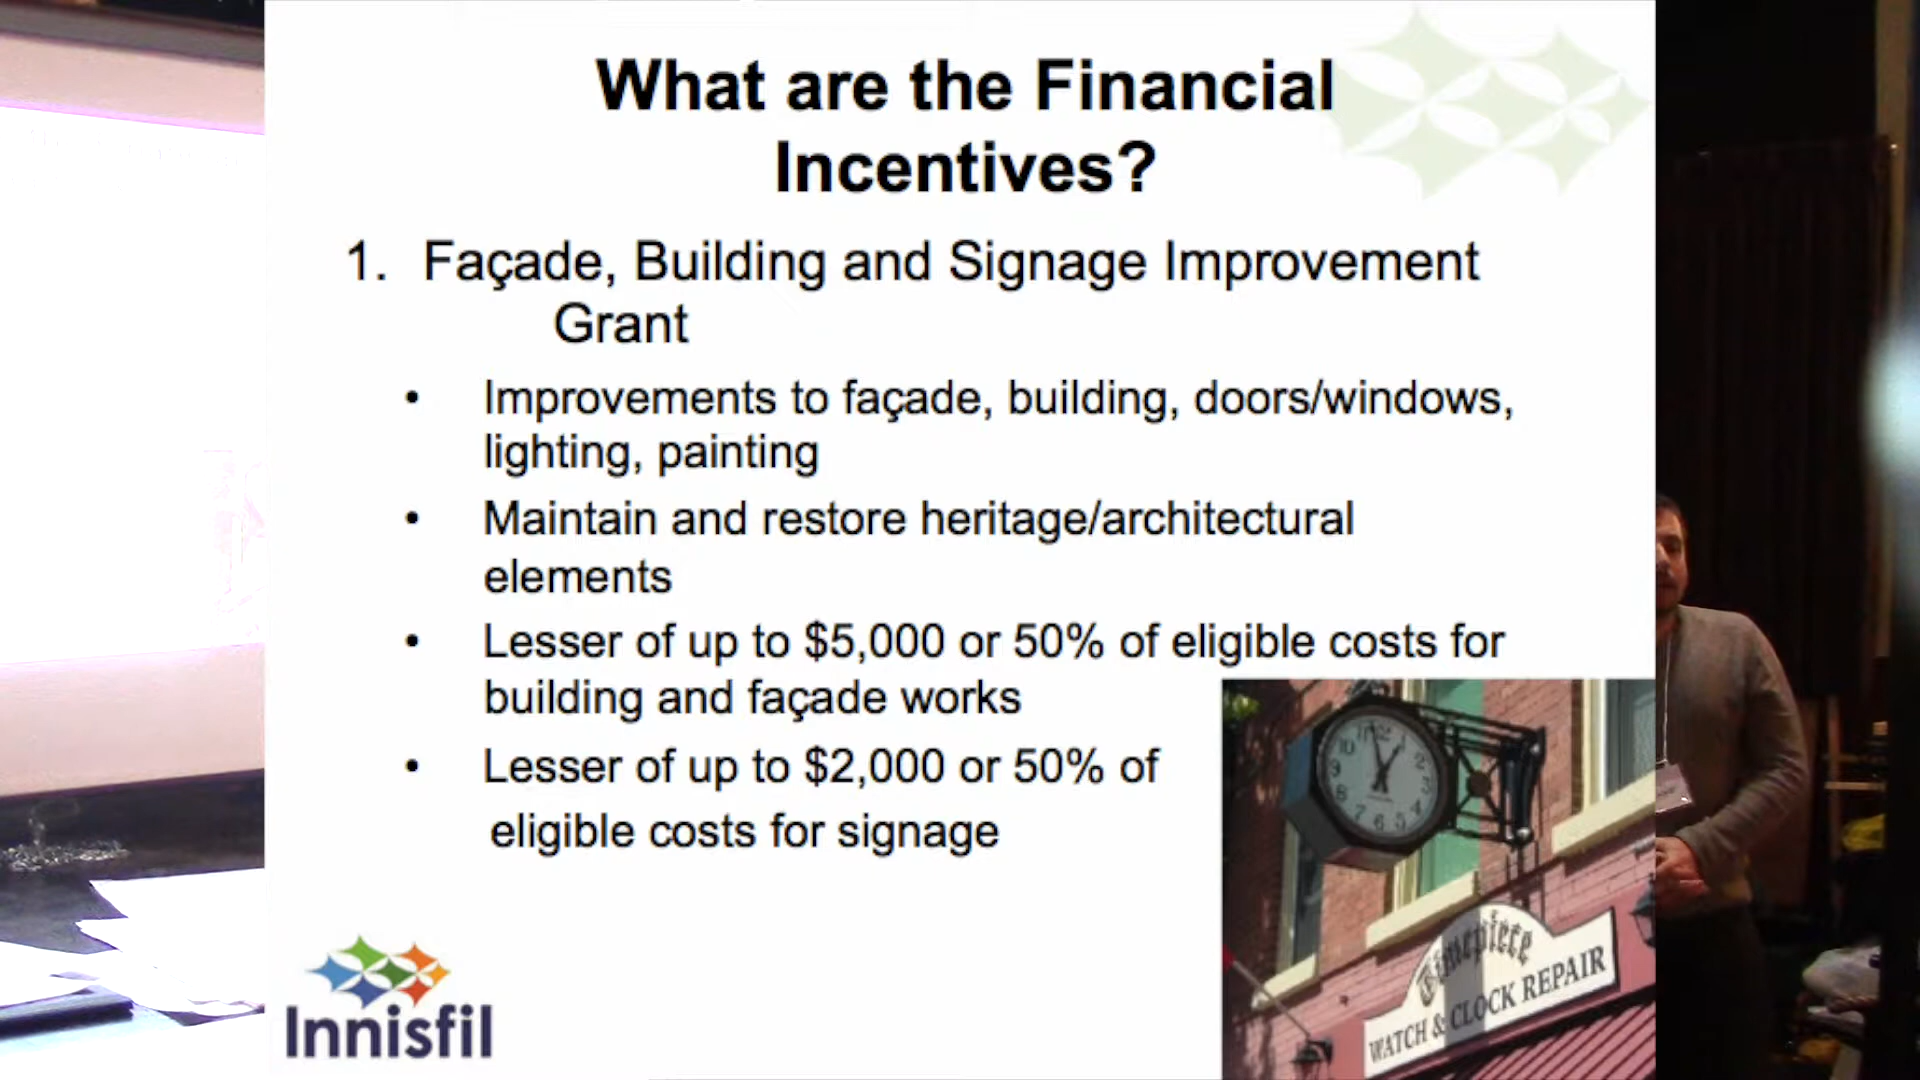 What are the Financial
Incentives?
1. Façade, Building and Signage Improvement
Grant
• Improvements to façade, building, doors/windows,
lighting, painting
• Maintain and restore heritage/architectural
elements
• Lesser of up to $5,000 or 50% of eligible costs for
building and façade works
• Lesser of up to $2,000 or 50% of
eligible costs for signage
Timepiece
WATCH & CLOCK REPAIR
Innisfil